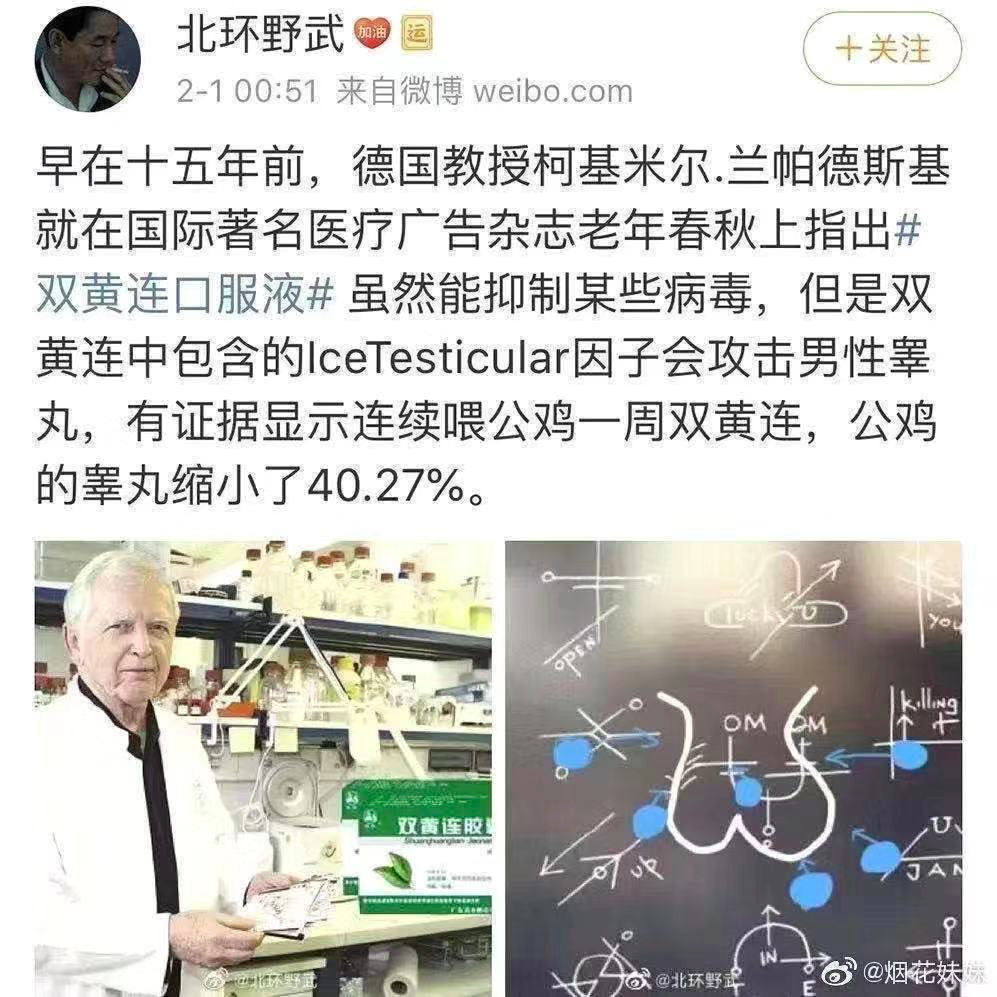 北环野武
加油
运
+关注
2-1 00:51 来自微博 weibo.com
早在十五年前，德国教授柯基米尔.兰帕德斯基
就在国际著名医疗广告杂志老年春秋上指出#
双黄连口服液# 虽然能抑制某些病毒，但是双
黄连中包含的IceTesticular因子会攻击男性睾
丸，有证据显示连续喂公鸡一周双黄连，公鸡
的睾丸缩小了40.27%。
双黄连胶
Shuanghuanglian Jiaonan
@北环野武
lucky U
OPEN
YOU
killing
OM
OM
UP
U
JAN
IN
E
@北环野武
@烟花妹妹